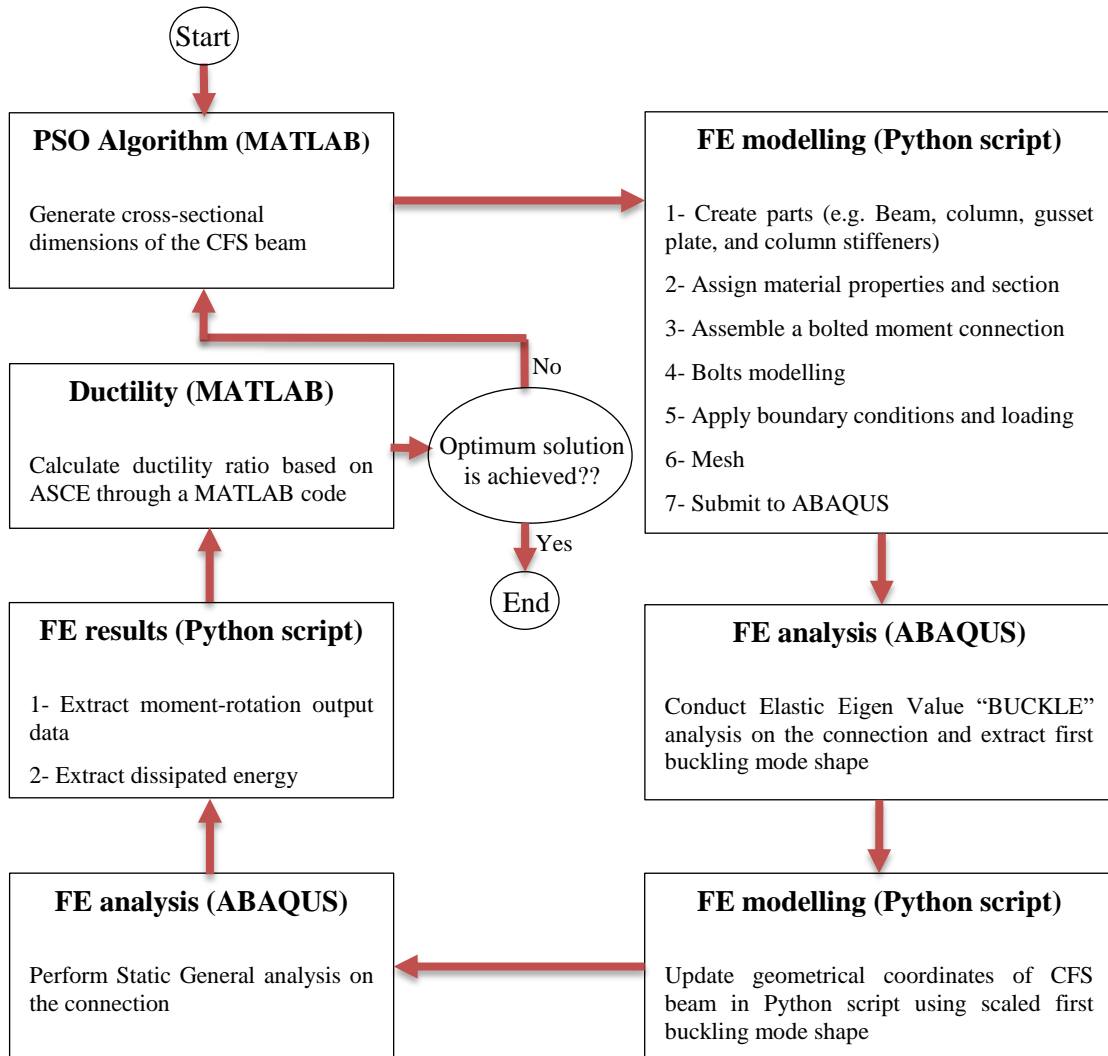 Start
PSO Algorithm (MATLAB)
Generate cross-sectional
dimensions of the CFS beam
FE modelling (Python script)
1- Create parts (e.g. Beam, column, gusset
plate, and column stiffeners)
2- Assign material properties and section
3- Assemble a bolted moment connection
4- Bolts modelling
5- Apply boundary conditions and loading
6- Mesh
7- Submit to ABAQUS
FE analysis (ABAQUS)
Conduct Elastic Eigen Value “BUCKLE”
analysis on the connection and extract first
buckling mode shape
FE modelling (Python script)
Update geometrical coordinates of CFS
beam in Python script using scaled first
buckling mode shape
FE analysis (ABAQUS)
Perform Static General analysis on
the connection
FE results (Python script)
1- Extract moment-rotation output
data
2- Extract dissipated energy
Ductility (MATLAB)
Calculate ductility ratio based on
ASCE through a MATLAB code
Optimum solution
is achieved??
No
Yes
End